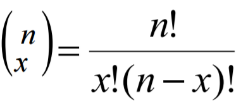 (n x) = n! / x!(n − x)!